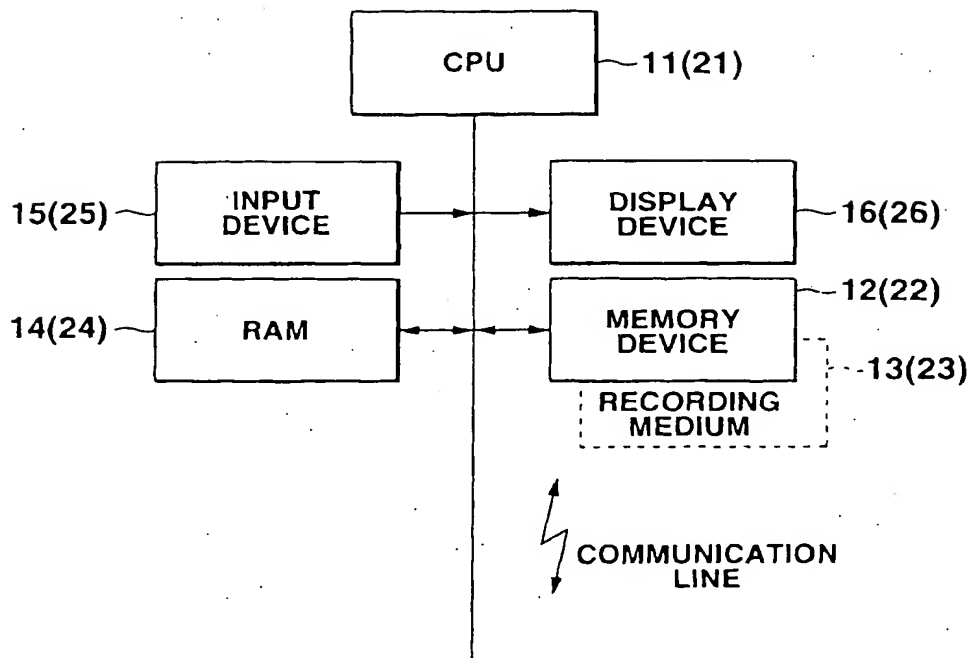 CPU
11(21)
15(25)
INPUT
DEVICE
DISPLAY
DEVICE
16(26)
14(24)
RAM
MEMORY
DEVICE
12(22)
13(23)
RECORDING
MEDIUM
COMMUNICATION
LINE